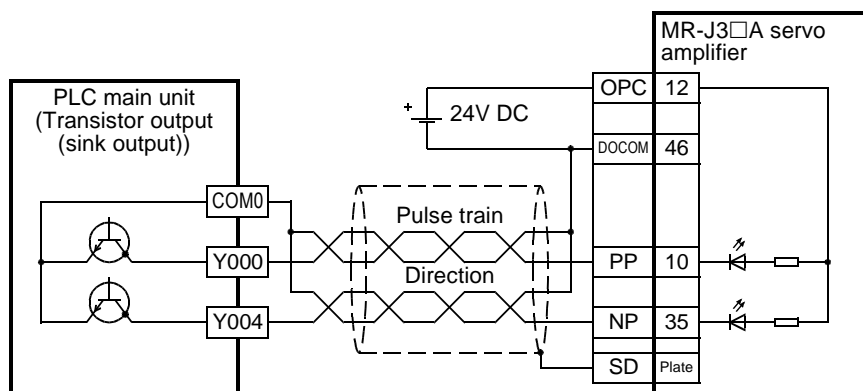 MR-J3□A servo
amplifier
PLC main unit
(Transistor output
(sink output))
+
24V DC
OPC 12
DOCOM 46
COM0
Pulse train
Y000
PP 10
Direction
Y004
NP 35
SD Plate